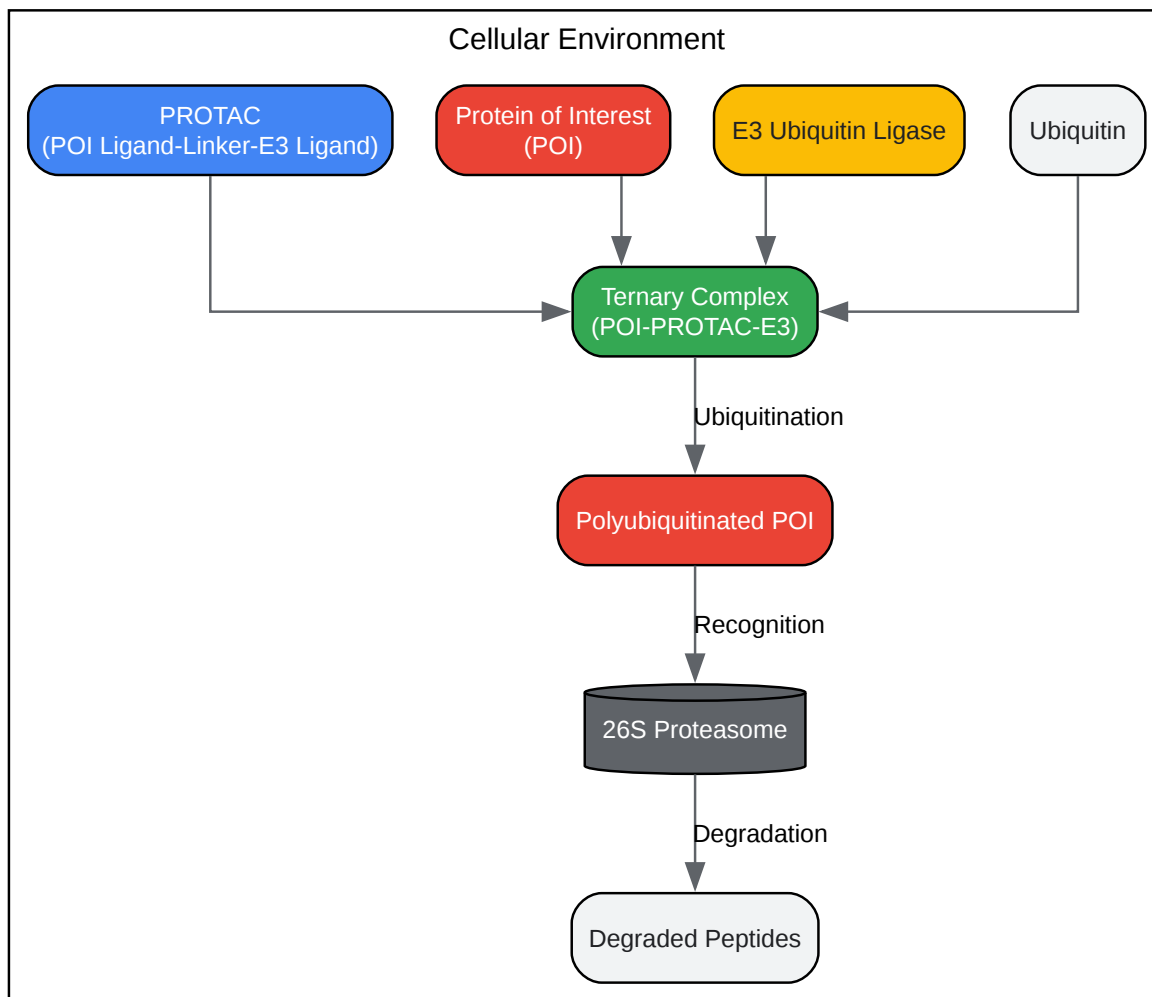 Cellular Environment
PROTAC
(POI Ligand-Linker-E3 Ligand)
Protein of Interest
(POI)
E3 Ubiquitin Ligase
Ubiquitin
Ternary Complex
(POI-PROTAC-E3)
Ubiquitination
Polyubiquitinated POI
Recognition
26S Proteasome
Degradation
Degraded Peptides